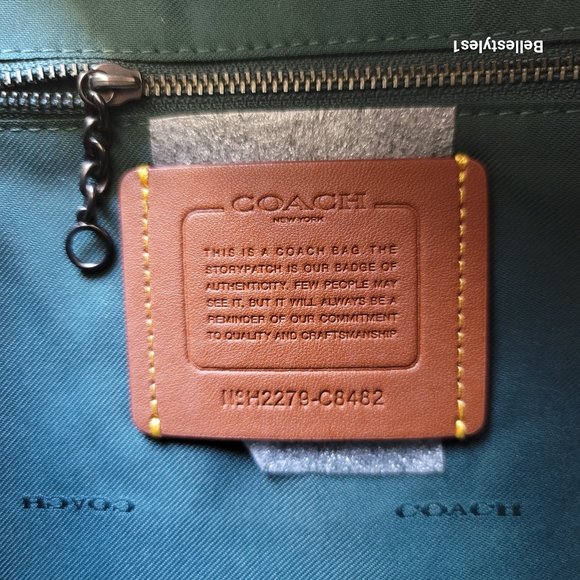 Bellestyles1
COACH
NEW YORK
THIS IS A COACH BAG. THE
STORYPATCH IS OUR BADGE OF
AUTHENTICITY. FEW PEOPLE MAY
SEE IT, BUT IT WILL ALWAYS BE A
REMINDER OF OUR COMMITMENT
TO QUALITY AND CRAFTSMANSHIP.
H2279-C8482
COACH
COACH